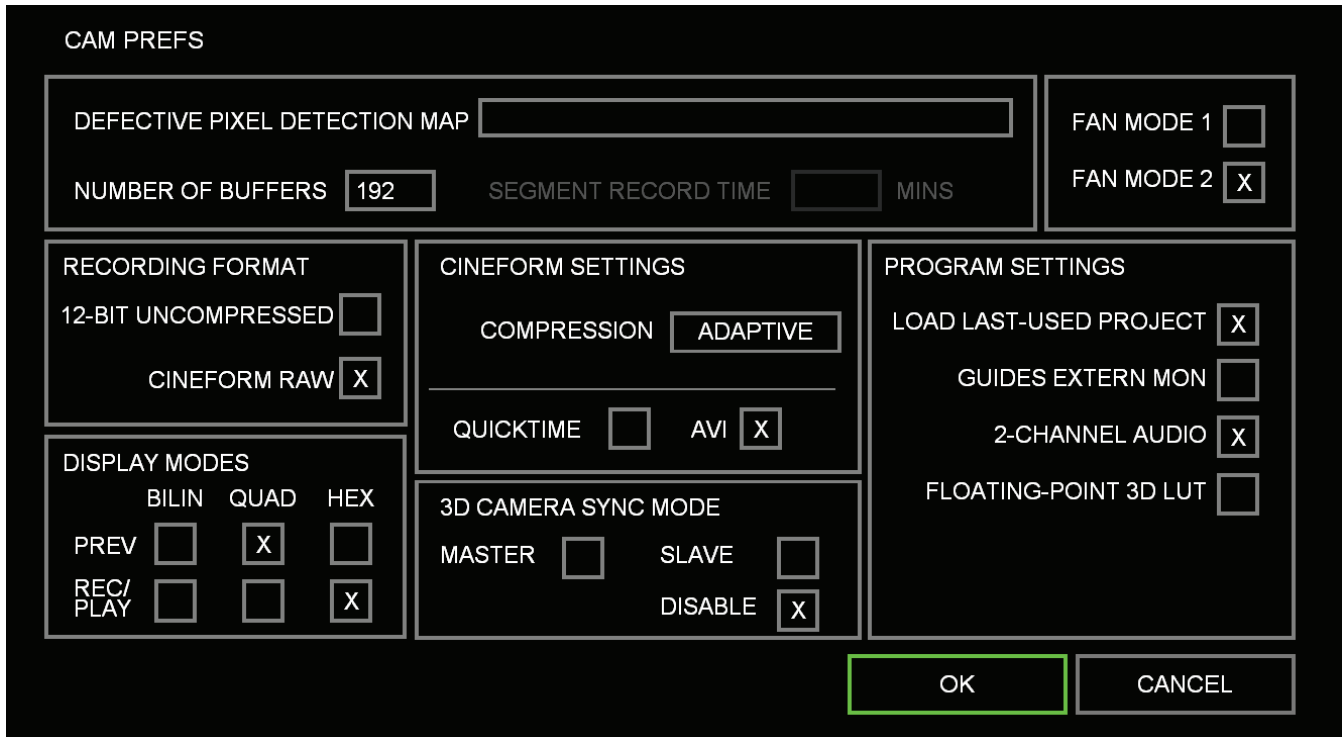 CAM PREFS
DEFECTIVE PIXEL DETECTION MAP
NUMBER OF BUFFERS 192 SEGMENT RECORD TIME MINS
FAN MODE 1
FAN MODE 2 X
RECORDING FORMAT
12-BIT UNCOMPRESSED
CINEFORM RAW X
DISPLAY MODES
BILIN QUAD HEX
PREV X
REC/
PLAY X
CINEFORM SETTINGS
COMPRESSION ADAPTIVE
QUICKTIME AVI X
3D CAMERA SYNC MODE
MASTER SLAVE
DISABLE X
PROGRAM SETTINGS
LOAD LAST-USED PROJECT X
GUIDES EXTERN MON
2-CHANNEL AUDIO X
FLOATING-POINT 3D LUT
OK CANCEL